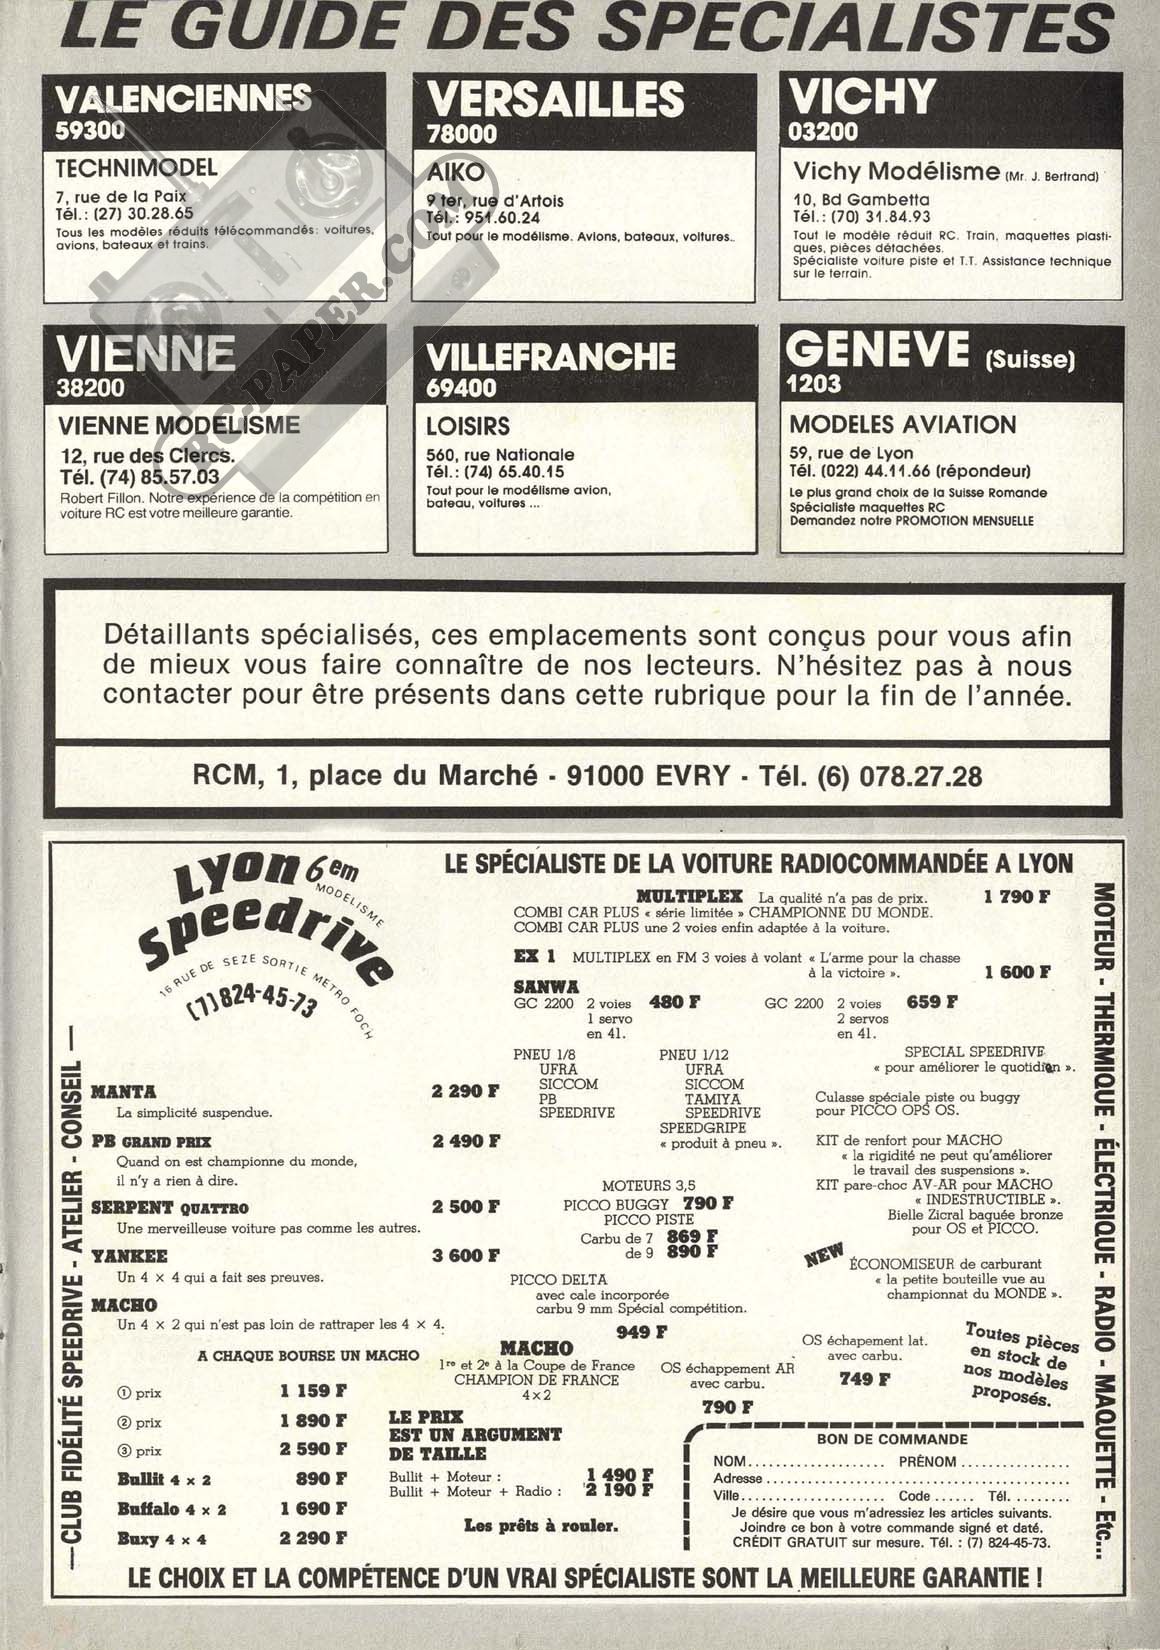 LE GUIDE DES SPECIALISTES
VALENCIENNES
59300
TECHNIMODEL
7, rue de la Paix
Tél.: (27) 30.28.65
Tous les modèles réduits télécommandés: voitures,
avions, bateaux et trains.
VERSAILLES
78000
AIKO
9 ter, rue d'Artois
Tél.: 951.60.24
Tout pour le modélisme. Avions, bateaux, voitures..
VICHY
03200
Vichy Modélisme (Mr. J. Bertrand)
10, Bd Gambetta
Tél.: (70) 31.84.93
Tout le modèle réduit RC. Train, maquettes plasti-
ques, pièces détachées.
Spécialiste voiture piste et T.T. Assistance technique
sur le terrain.
VIENNE
38200
VIENNE MODELISME
12, rue des Clercs.
Tél. (74) 85.57.03
Robert Fillon. Notre expérience de la compétition en
voiture RC est votre meilleure garantie.
VILLEFRANCHE
69400
LOISIRS
560, rue Nationale
Tél.: (74) 65.40.15
Tout pour le modélisme avion,
bateau, voitures ...
GENEVE (Suisse)
1203
MODELES AVIATION
59, rue de Lyon
Tél. (022) 44.11.66 (répondeur)
Le plus grand choix de la Suisse Romande
Spécialiste maquettes RC
Demandez notre PROMOTION MENSUELLE
RC-PAPER.COM
Détaillants spécialisés, ces emplacements sont conçus pour vous afin
de mieux vous faire connaître de nos lecteurs. N'hésitez pas à nous
contacter pour être présents dans cette rubrique pour la fin de l'année.
RCM, 1, place du Marché - 91000 EVRY - Tél. (6) 078.27.28
Lyon 6em
MODELISME
speedrive
16 RUE DE SEZE SORTIE METRO FOCH
(7) 824-45-73
—CLUB FIDÉLITÉ SPEEDRIVE - ATELIER - CONSEIL —
MANTA 2 290 F
La simplicité suspendue.
PB GRAND PRIX 2 490 F
Quand on est championne du monde,
il n'y a rien à dire.
SERPENT QUATTRO 2 500 F
Une merveilleuse voiture pas comme les autres.
YANKEE 3 600 F
Un 4 × 4 qui a fait ses preuves.
MACHO
Un 4 × 2 qui n'est pas loin de rattraper les 4 × 4.
A CHAQUE BOURSE UN MACHO
① prix 1 159 F
② prix 1 890 F
③ prix 2 590 F
Bullit 4 × 2 890 F
Buffalo 4 × 2 1 690 F
Buxy 4 × 4 2 290 F
LE SPÉCIALISTE DE LA VOITURE RADIOCOMMANDÉE A LYON
MULTIPLEX La qualité n'a pas de prix. 1 790 F
COMBI CAR PLUS « série limitée » CHAMPIONNE DU MONDE.
COMBI CAR PLUS une 2 voies enfin adaptée à la voiture.
EX 1 MULTIPLEX en FM 3 voies à volant « L'arme pour la chasse
à la victoire ». 1 600 F
SANWA
GC 2200 2 voies 480 F
1 servo
en 41.
GC 2200 2 voies 659 F
2 servos
en 41.
PNEU 1/8
UFRA
SICCOM
PB
SPEEDRIVE
PNEU 1/12
UFRA
SICCOM
TAMIYA
SPEEDRIVE
SPEEDGRIPE
« produit à pneu ».
MOTEURS 3,5
PICCO BUGGY 790 F
PICCO PISTE
Carbu de 7 869 F
de 9 890 F
PICCO DELTA
avec cale incorporée
carbu 9 mm Spécial compétition.
949 F
MACHO
1re et 2e à la Coupe de France
CHAMPION DE FRANCE
4×2
OS échappement AR
avec carbu.
790 F
OS échapement lat.
avec carbu.
749 F
SPECIAL SPEEDRIVE
« pour améliorer le quotidien ».
Culasse spéciale piste ou buggy
pour PICCO OPS OS.
KIT de renfort pour MACHO
« la rigidité ne peut qu'améliorer
le travail des suspensions ».
KIT pare-choc AV-AR pour MACHO
« INDESTRUCTIBLE ».
Bielle Zicral baguée bronze
pour OS et PICCO.
NEW
ÉCONOMISEUR de carburant
« la petite bouteille vue au
championnat du MONDE ».
Toutes pièces
en stock de
nos modèles
proposés.
LE PRIX
EST UN ARGUMENT
DE TAILLE
Bullit + Moteur : 1 490 F
Bullit + Moteur + Radio : 2 190 F
Les prêts à rouler.
BON DE COMMANDE
NOM.................... PRÉNOM ................
Adresse ............................................
Ville..................... Code ...... Tél. .........
Je désire que vous m'adressiez les articles suivants.
Joindre ce bon à votre commande signé et daté.
CRÉDIT GRATUIT sur mesure. Tél. : (7) 824-45-73.
MOTEUR - THERMIQUE - ÉLECTRIQUE - RADIO - MAQUETTE - Etc...
LE CHOIX ET LA COMPÉTENCE D'UN VRAI SPÉCIALISTE SONT LA MEILLEURE GARANTIE !